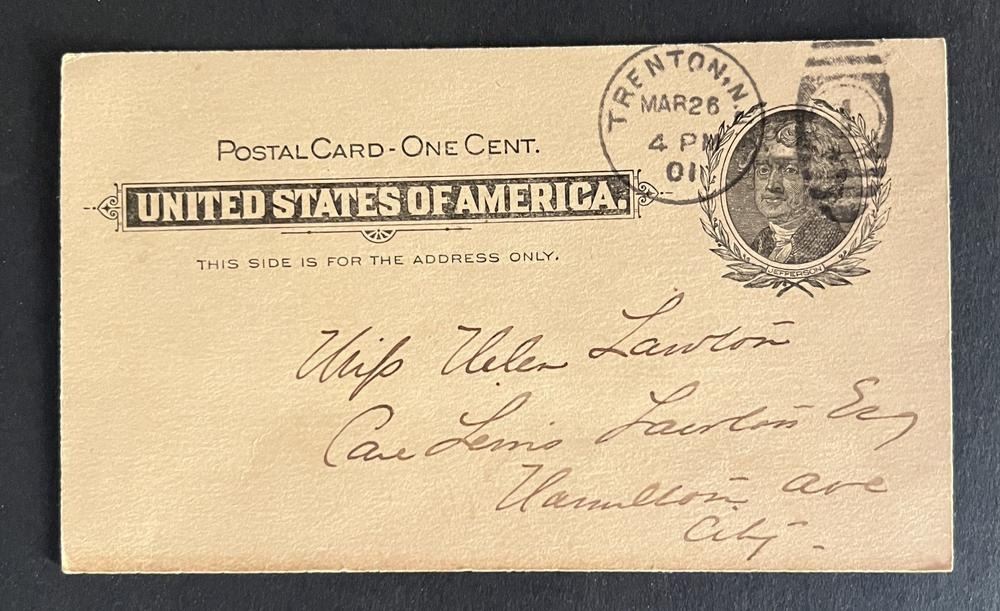 TRENTON, N.
MAR 26
4 PM
01
1
POSTAL CARD - ONE CENT.
UNITED STATES OF AMERICA.
THIS SIDE IS FOR THE ADDRESS ONLY.
JEFFERSON
Miss Helen Lawton
Care Lewis Lawton Esq
Hamilton ave
City.